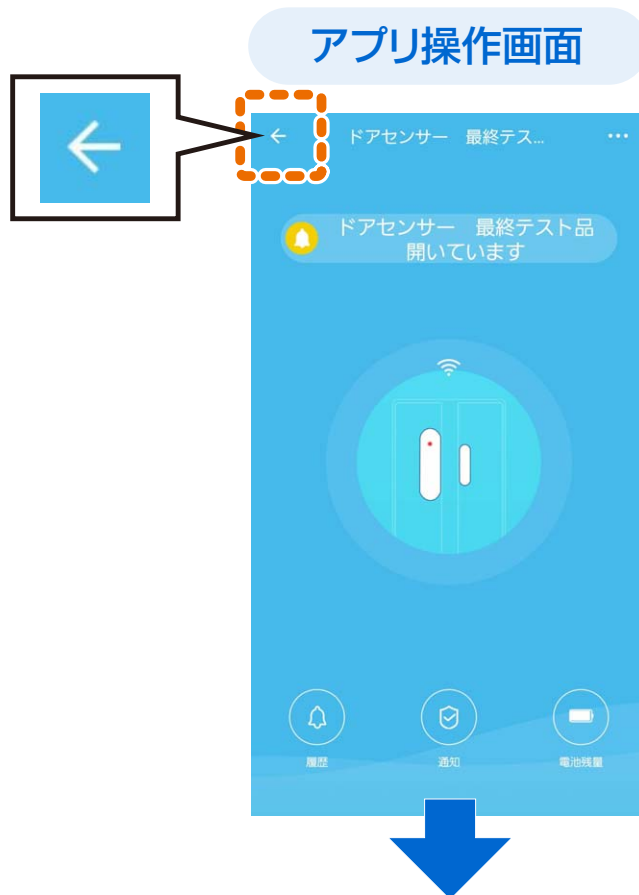 アプリ操作画面
ドアセンサー　最終テス...
ドアセンサー　最終テスト品
開いています
履歴
通知
電池残量